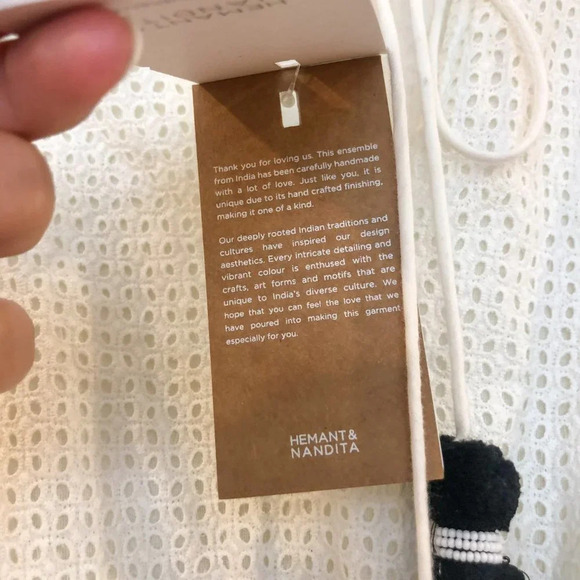 HEMANT
Thank you for loving us. This ensemble
from India has been carefully handmade
with a lot of love. Just like you, it is
unique due to its hand crafted finishing,
making it one of a kind.
Our deeply rooted Indian traditions and
cultures have inspired our design
aesthetics. Every intricate detailing and
vibrant colour is enthused with the
crafts, art forms and motifs that are
unique to India's diverse culture. We
hope that you can feel the love that we
have poured into making this garment
especially for you.
HEMANT&
NANDITA